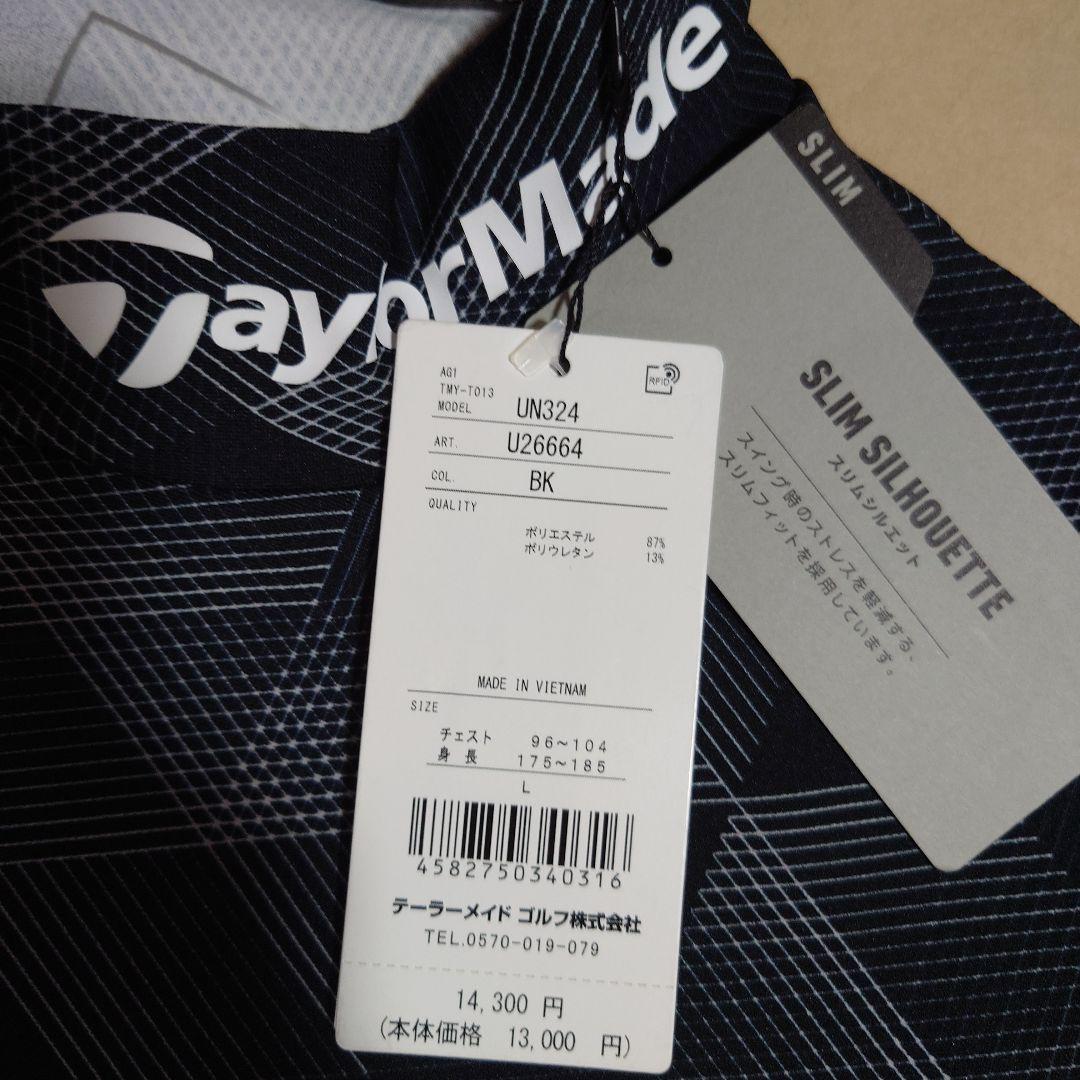 TaylorMade
SLIM
SLIM SILHOUETTE
スリムシルエット
スイング時のストレスを軽減する、
スリムフィットを採用しています。
RFID
AG1
TMY-T013
MODEL UN324
ART. U26664
COL. BK
QUALITY
ポリエステル 87%
ポリウレタン 13%
MADE IN VIETNAM
SIZE
チェスト 96~104
身長 175~185
L
4582750340316
テーラーメイド ゴルフ株式会社
TEL.0570-019-079
14,300 円
(本体価格 13,000 円)